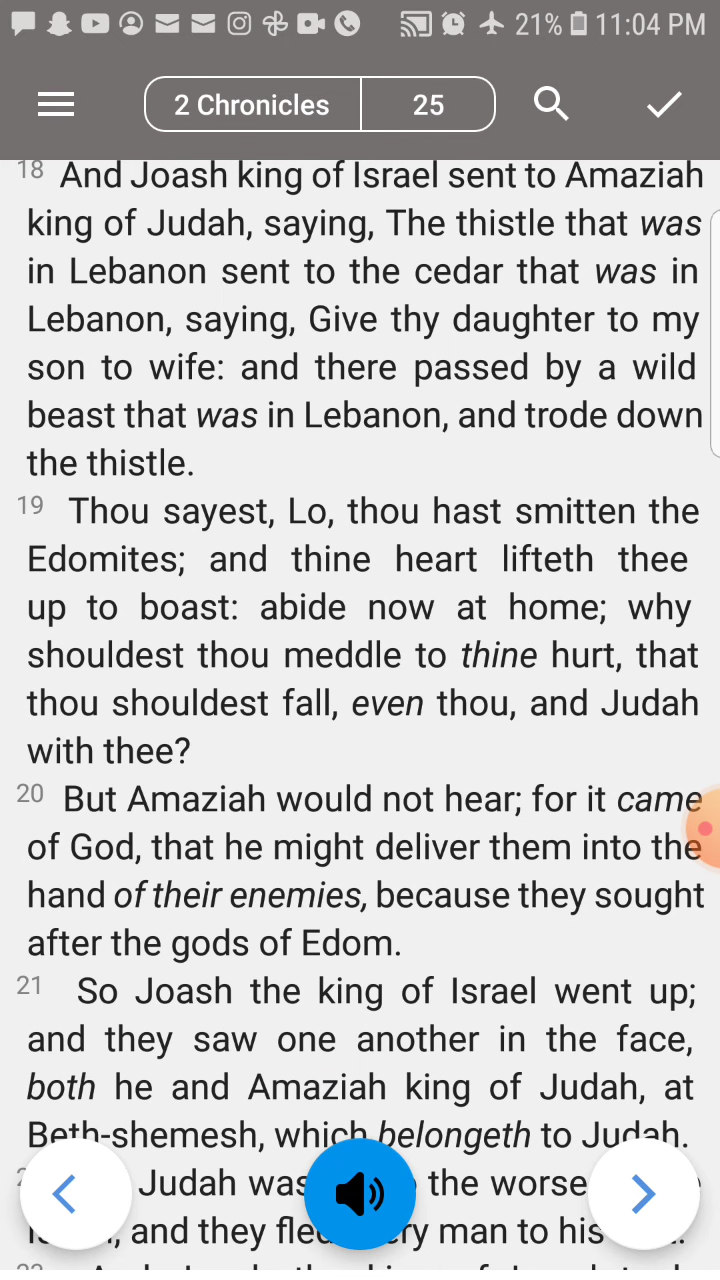 21% 11:04 PM
2 Chronicles 25
18 And Joash king of Israel sent to Amaziah
king of Judah, saying, The thistle that was
in Lebanon sent to the cedar that was in
Lebanon, saying, Give thy daughter to my
son to wife: and there passed by a wild
beast that was in Lebanon, and trode down
the thistle.
19 Thou sayest, Lo, thou hast smitten the
Edomites; and thine heart lifteth thee
up to boast: abide now at home; why
shouldest thou meddle to thine hurt, that
thou shouldest fall, even thou, and Judah
with thee?
20 But Amaziah would not hear; for it came
of God, that he might deliver them into the
hand of their enemies, because they sought
after the gods of Edom.
21 So Joash the king of Israel went up;
and they saw one another in the face,
both he and Amaziah king of Judah, at
Beth-shemesh, which belongeth to Judah.
Judah was the worse
and they man to his